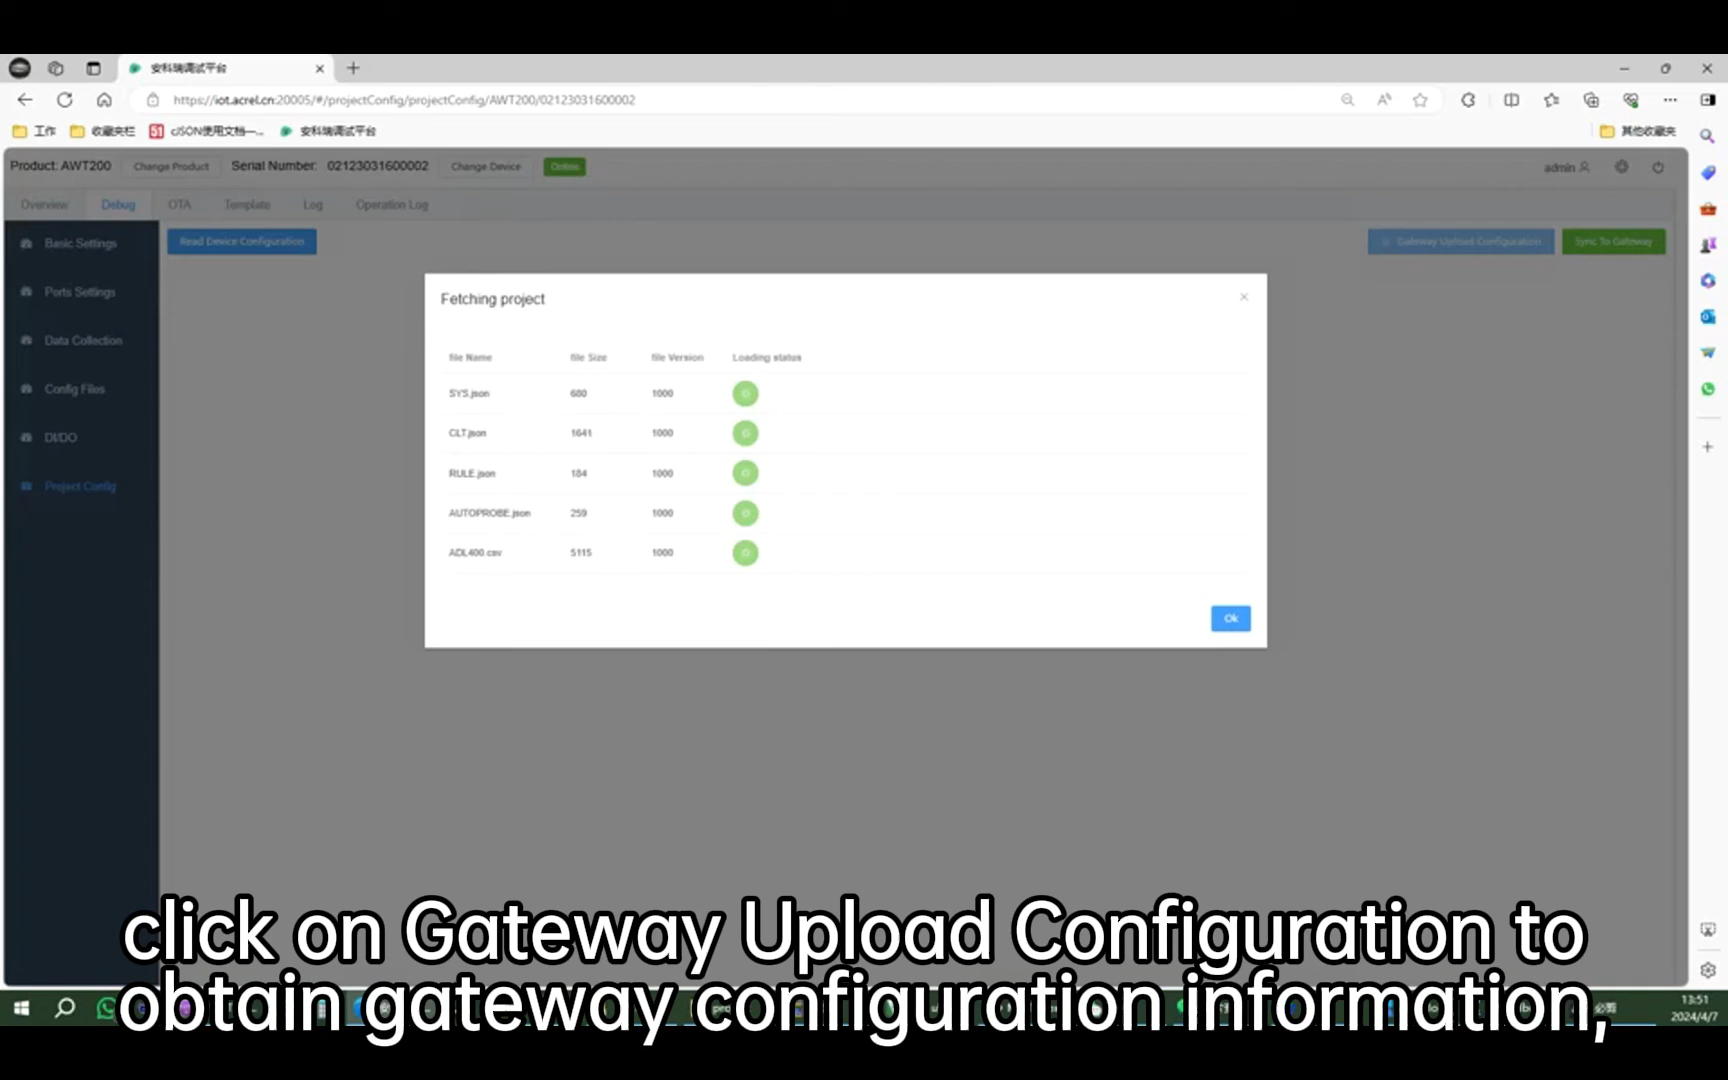 安科瑞调试平台
https://iot.acrel.cn:20005/#/projectConfig/projectConfig/AWT200/02123031600002
工作 收藏夹栏 cJSON使用文档一... 安科瑞调试平台 其他收藏夹
Product: AWT200 Change Product Serial Number: 02123031600002 Change Device Online admin
Overview Debug OTA Template Log Operation Log
Basic Settings Read Device Configuration Gateway Upload Configuration Sync To Gateway
Ports Settings
Data Collection
Config Files
DI/DO
Project Config
Fetching project
file Name file Size file Version Loading status
SYS.json 680 1000
CLT.json 1641 1000
RULE.json 184 1000
AUTOPROBE.json 259 1000
ADL400.csv 5115 1000
Ok
click on Gateway Upload Configuration to
obtain gateway configuration information,
13:51
2024/4/7